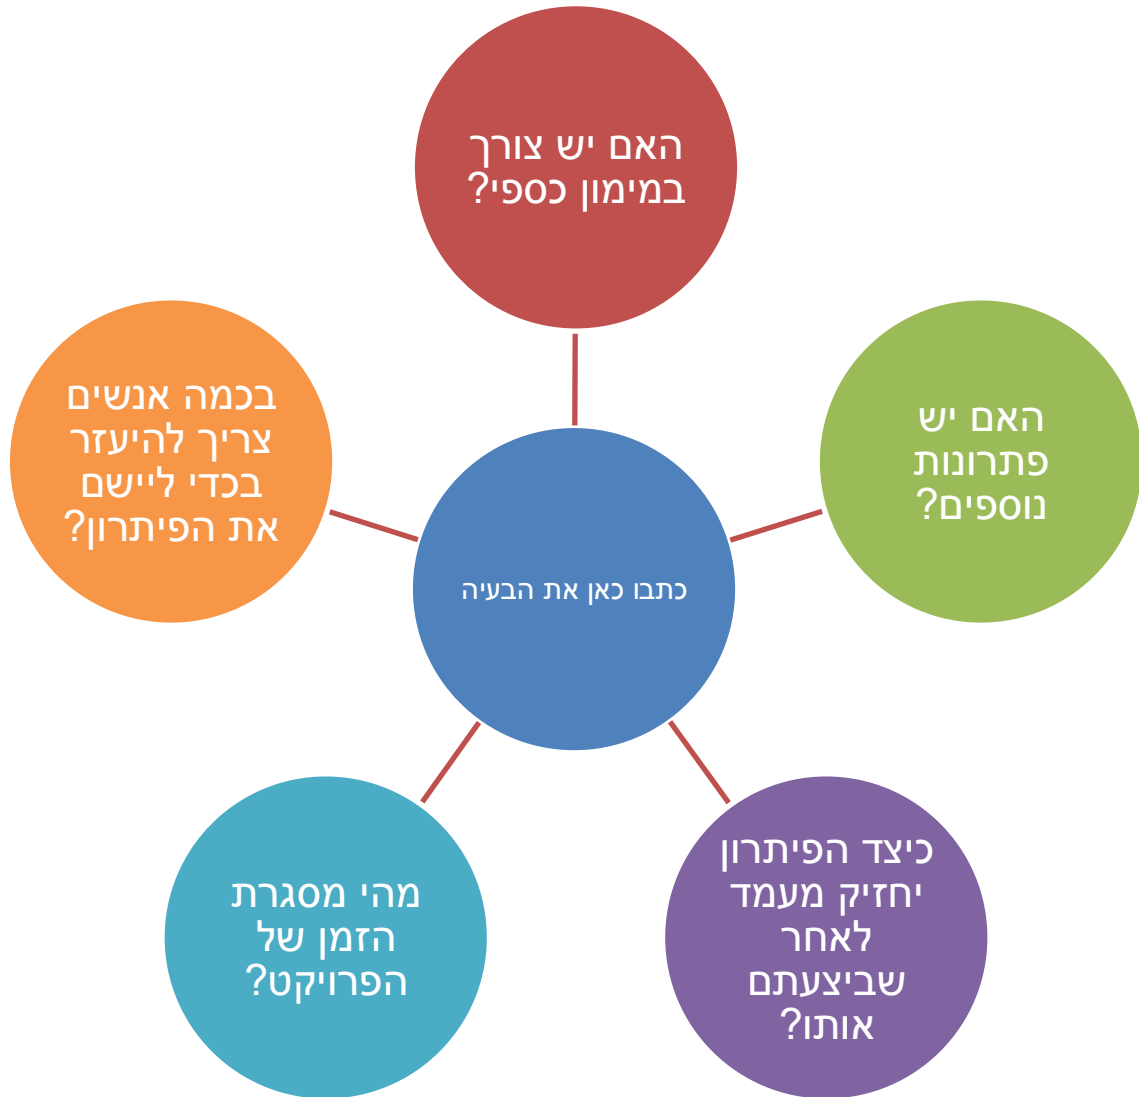 האם יש צורך
במימון כספי?
האם יש
פתרונות
נוספים?
בכמה אנשים
צריך להיעזר
בכדי ליישם
את הפיתרון?
כתבו כאן את הבעיה
כיצד הפיתרון
יחזיק מעמד
לאחר
שביצעתם
אותו?
מהי מסגרת
הזמן של
הפרויקט?